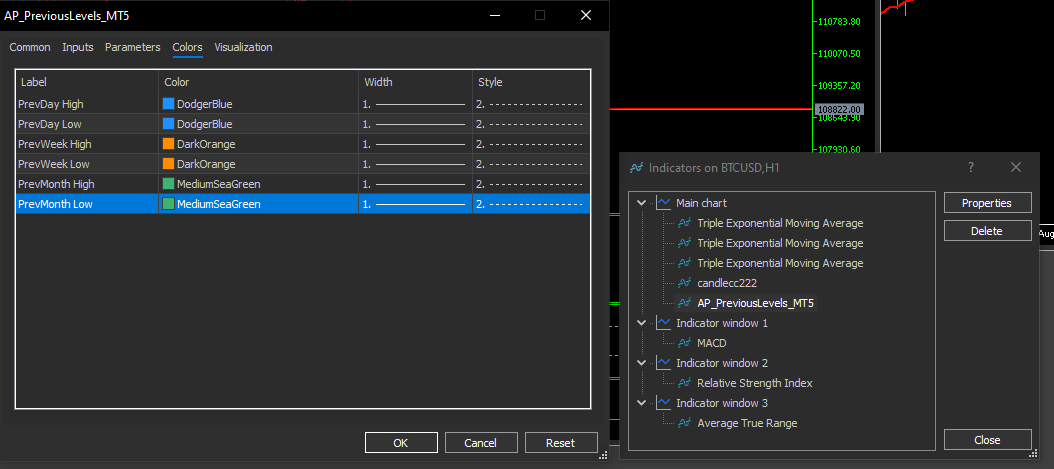 AP_PreviousLevels_MT5
Common Inputs Parameters Colors Visualization
Label Color Width Style
PrevDay High DodgerBlue 1. 2.
PrevDay Low DodgerBlue 1. 2.
PrevWeek High DarkOrange 1. 2.
PrevWeek Low DarkOrange 1. 2.
PrevMonth High MediumSeaGreen 1. 2.
PrevMonth Low MediumSeaGreen 1. 2.
OK Cancel Reset
110783.80
110070.50
109357.20
108822.00
108643.90
107930.60
Indicators on BTCUSD,H1 ?
Main chart
Triple Exponential Moving Average
Triple Exponential Moving Average
Triple Exponential Moving Average
candlecc222
AP_PreviousLevels_MT5
Indicator window 1
MACD
Indicator window 2
Relative Strength Index
Indicator window 3
Average True Range
Properties
Delete
Close
Aug